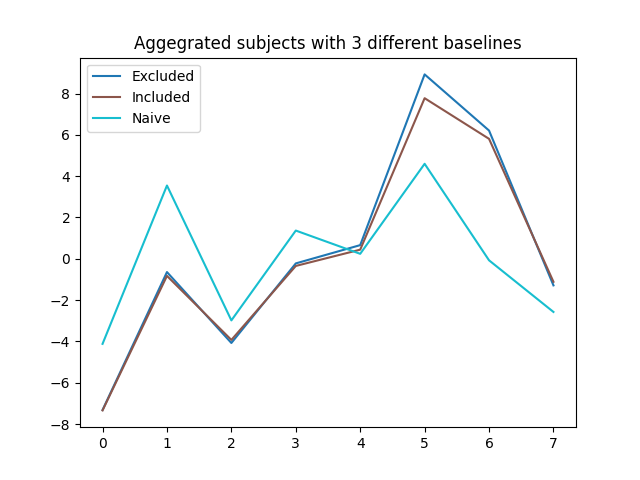 Aggegrated subjects with 3 different baselines
Excluded
Included
Naive
8
6
4
2
0
−2
−4
−6
−8
0 1 2 3 4 5 6 7